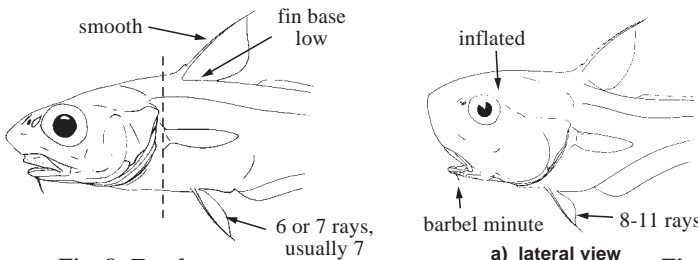 smooth
fin base
low
6 or 7 rays,
usually 7
inflated
barbel minute
8-11 rays
a) lateral view